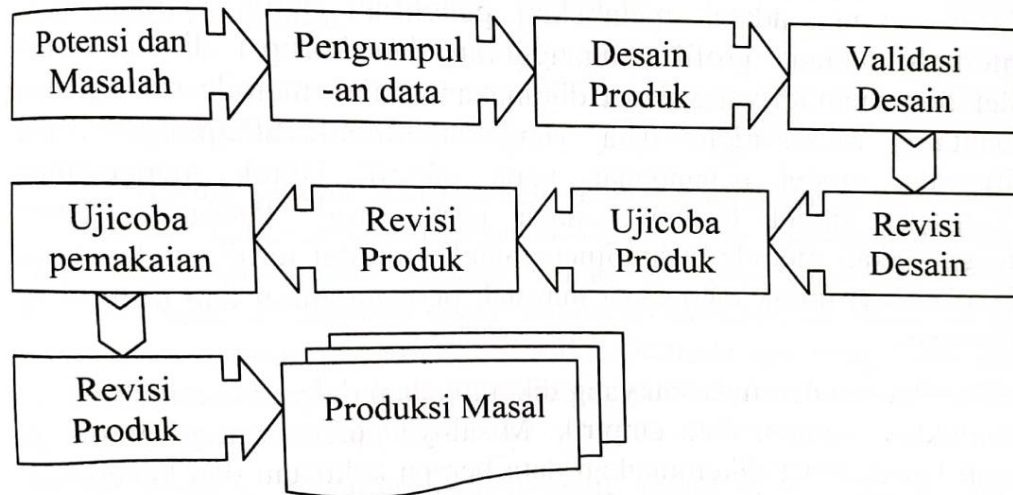 Potensi dan
Masalah
Pengumpul
-an data
Desain
Produk
Validasi
Desain
Revisi
Desain
Ujicoba
Produk
Revisi
Produk
Ujicoba
pemakaian
Revisi
Produk
Produksi Masal